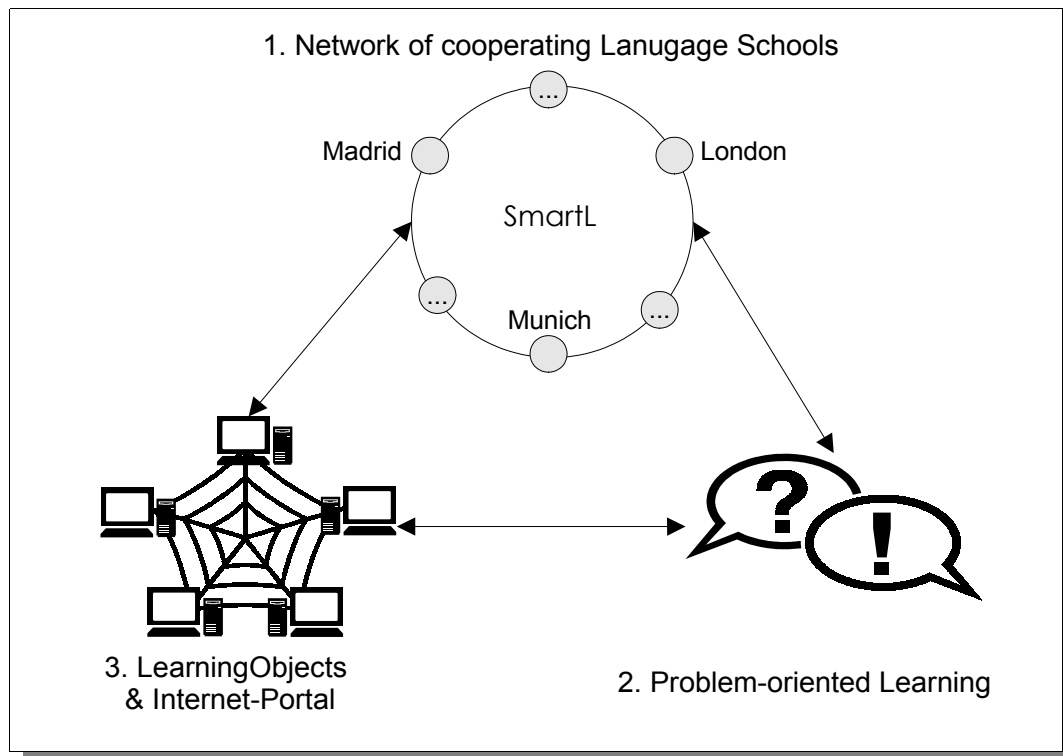 1. Network of cooperating Lanugage Schools
...
Madrid
London
SmartL
...
...
Munich
?
!
3. LearningObjects
& Internet-Portal
2. Problem-oriented Learning